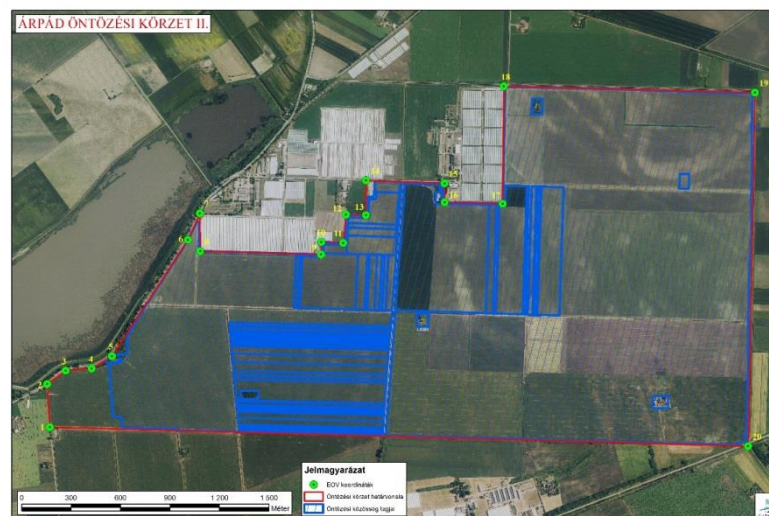 ÁRPÁD ÖNTÖZÉSI KÖRZET II.
18
19
14
15
16
17
7
12
13
6
8
10
11
9
5
3
4
2
1
20
Jelmagyarázat
EOV koordináták
Öntözési körzet határvonala
Öntözési közösség tagjai
0 300 600 900 1 200 1 500
Méter